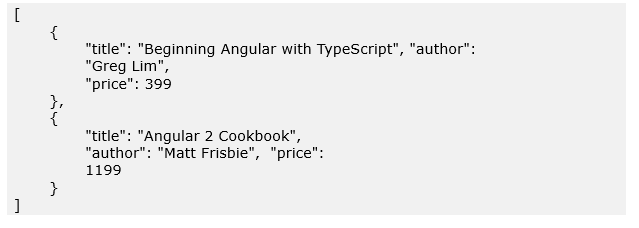 [
{
"title": "Beginning Angular with TypeScript", "author":
"Greg Lim",
"price": 399
},
{
"title": "Angular 2 Cookbook",
"author": "Matt Frisbie", "price":
1199
}
]